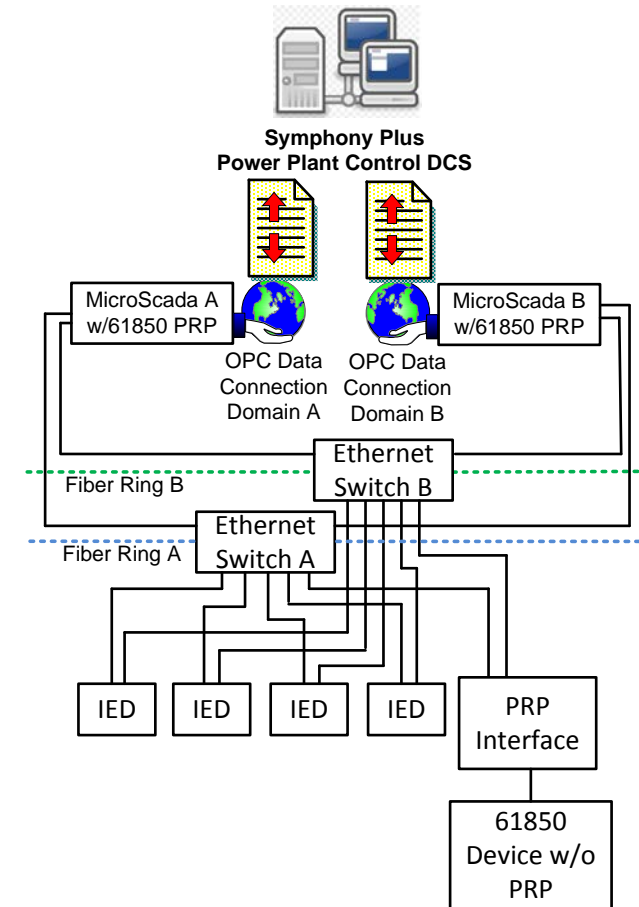 Symphony Plus
Power Plant Control DCS
MicroScada A
w/61850 PRP
MicroScada B
w/61850 PRP
OPC Data
Connection
Domain A
OPC Data
Connection
Domain B
Ethernet
Switch B
Fiber Ring B
Ethernet
Switch A
Fiber Ring A
IED
IED
IED
IED
PRP
Interface
61850
Device w/o
PRP